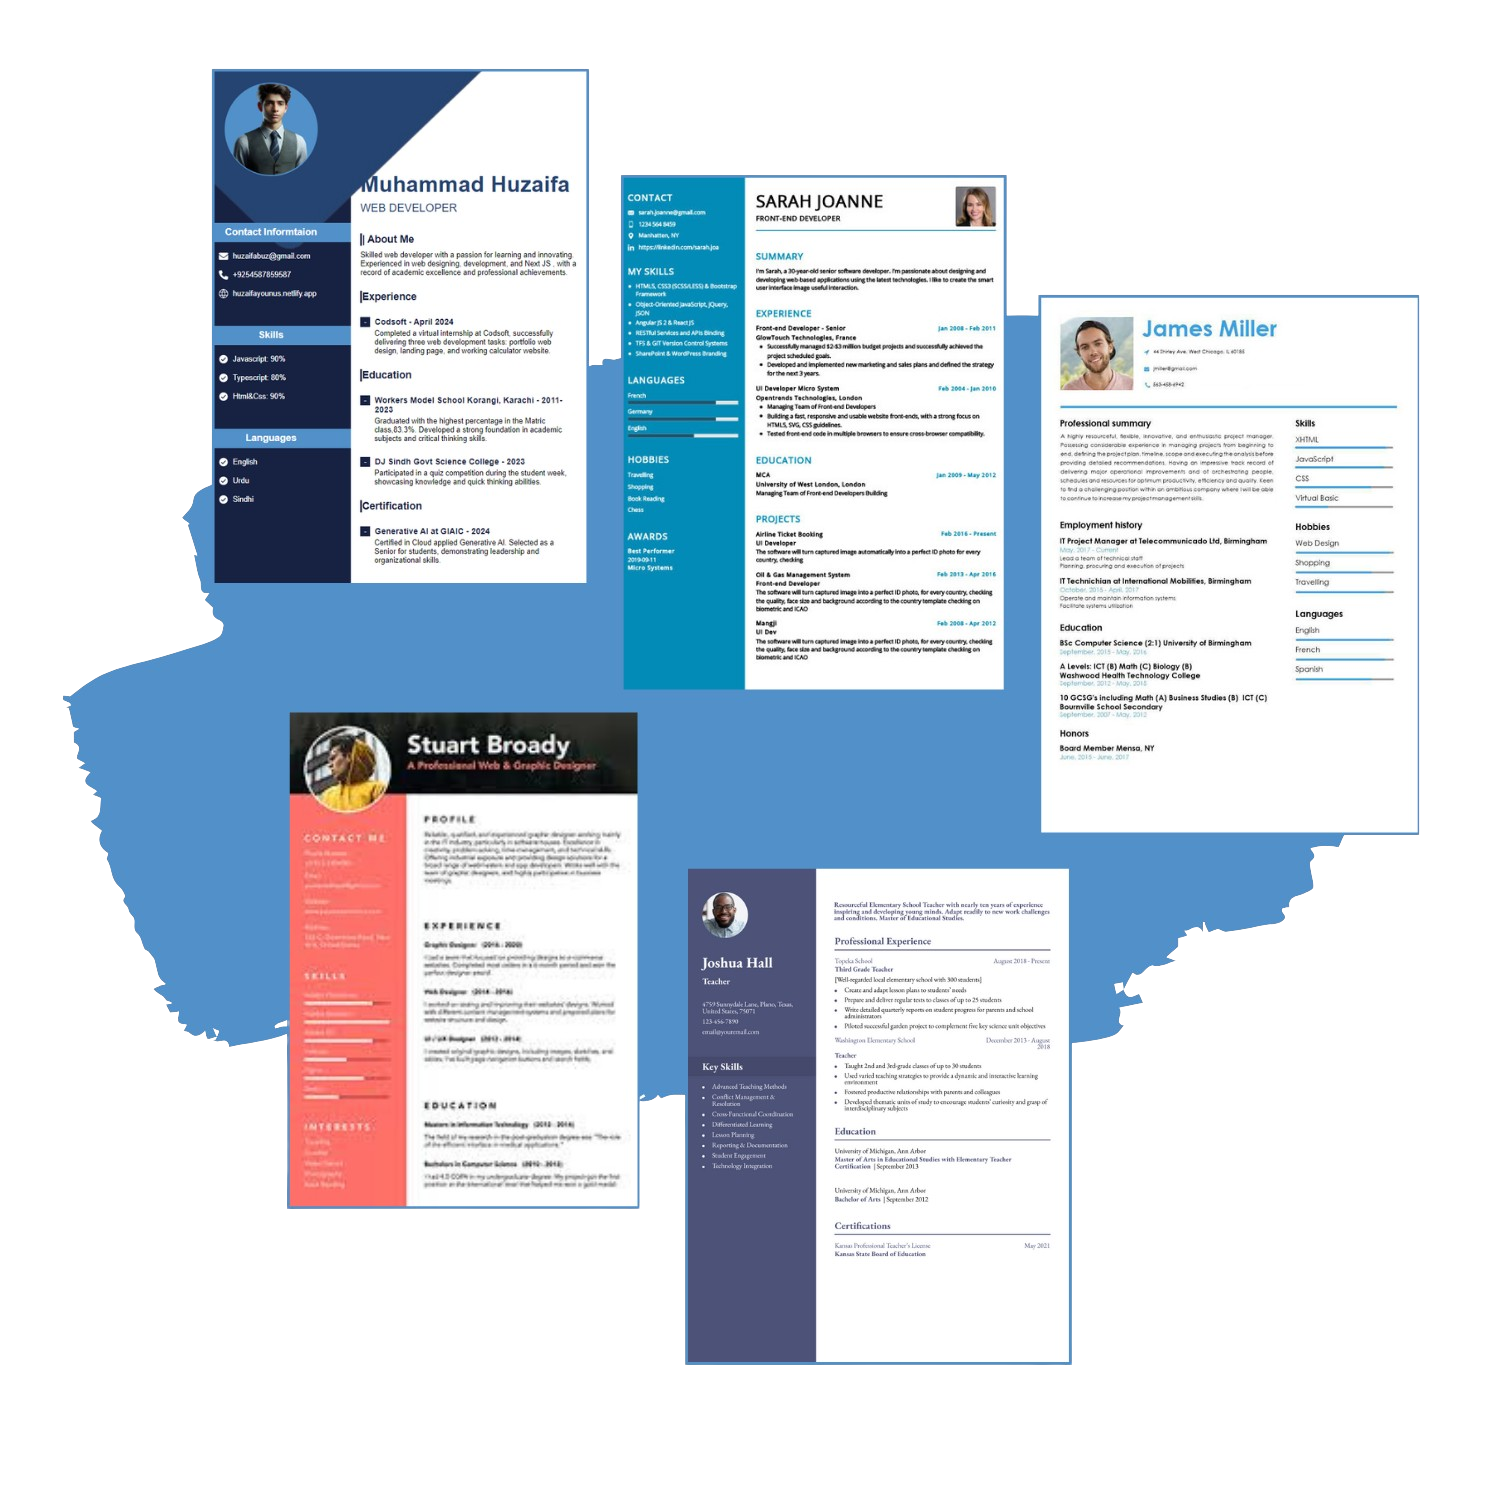 Muhammad Huzaifa
WEB DEVELOPER
Contact Informtaion
huzaifabuz@gmail.com
+9254587859587
huzaifayounus.netlify.app
Skills
Javascript: 90%
Typescript: 80%
Html&Css: 90%
Languages
English
Urdu
Sindhi
About Me
Skilled web developer with a passion for learning and innovating.
Experienced in web designing, development, and Next JS , with a
record of academic excellence and professional achievements.
Experience
Codsoft - April 2024
Completed a virtual internship at Codsoft, successfully
delivering three web development tasks: portfolio web
design, landing page, and working calculator website.
Education
Workers Model School Korangi, Karachi - 2011-
2023
Graduated with the highest percentage in the Matric
class,83.3%. Developed a strong foundation in academic
subjects and critical thinking skills.
DJ Sindh Govt Science College - 2023
Participated in a quiz competition during the student week,
showcasing knowledge and quick thinking abilities.
Certification
Generative AI at GIAIC - 2024
Certified in Cloud applied Generative AI. Selected as a
Senior for students, demonstrating leadership and
organizational skills.
CONTACT
sarah.joanne@gmail.com
1234 564 8459
Manhatten, NY
https://linkedin.com/sarah.joa
MY SKILLS
HTML5, CSS3 (SCSS/LESS) & Bootstrap
Framework
Object-Oriented JavaScript, jQuery,
JSON
Angular JS 2 & React JS
RESTful Services and APIs Binding
TFS & GIT Version Control Systems
SharePoint & WordPress Branding
LANGUAGES
French
Germany
English
HOBBIES
Travelling
Shopping
Book Reading
Chess
AWARDS
Best Performer
2019-09-11
Micro Systems
SARAH JOANNE
FRONT-END DEVELOPER
SUMMARY
I'm Sarah, a 30-year-old senior software developer. I'm passionate about designing and
developing web-based applications using the latest technologies. I like to create the smart
user interface image useful interaction.
EXPERIENCE
Front-end Developer - Senior Jan 2008 - Feb 2011
GlowTouch Technologies, France
Successfully managed $2-$3 million budget projects and successfully achieved the
project scheduled goals.
Developed and implemented new marketing and sales plans and defined the strategy
for the next 3 years.
UI Developer Micro System Feb 2004 - Jan 2010
Opentrends Technologies, London
Managing Team of Front-end Developers
Building a fast, responsive and usable website front-ends, with a strong focus on
HTML5, SVG, CSS guidelines.
Tested front-end code in multiple browsers to ensure cross-browser compatibility.
EDUCATION
MCA Jan 2009 - May 2012
University of West London, London
Managing Team of Front-end Developers Building
PROJECTS
Airline Ticket Booking Feb 2016 - Present
UI Developer
The software will turn captured image automatically into a perfect ID photo for every
country, checking
Oil & Gas Management System Feb 2013 - Apr 2016
Front-end Developer
The software will turn captured image into a perfect ID photo, for every country, checking
the quality, face size and background according to the country template checking on
biometric and ICAO
Mangji Feb 2008 - Apr 2012
UI Dev
The software will turn captured image into a perfect ID photo, for every country, checking
the quality, face size and background according to the country template checking on
biometric and ICAO
James Miller
44 Shirley Ave, West Chicago, IL 60185
jmiller@gmail.com
563-458-6942
Professional summary
A highly resourceful, flexible, innovative, and enthusiastic project manager.
Possessing considerable experience in managing projects from beginning to
end, defining the project plan, timeline, scope and executing the analysis before
providing detailed recommendations. Having an impressive track record of
delivering major operational improvements and of orchestrating people,
schedules and resources for optimum productivity, efficiency and quality. Keen
to find a challenging position within an ambitious company where I will be able
to continue to increase my project management skills.
Employment history
IT Project Manager at Telecommunicado Ltd, Birmingham
May, 2017 - Current
Lead a team of technical staff
Planning, procuring and execution of projects
IT Technichian at International Mobilities, Birmingham
October, 2016 - April, 2017
Operate and maintain information systems
Facilitate systems utilisation
Education
BSc Computer Science (2:1) University of Birmingham
September, 2015 - May, 2016
A Levels: ICT (B) Math (C) Biology (B)
Washwood Health Technology College
September, 2012 - May, 2015
10 GCSG's including Math (A) Business Studies (B) ICT (C)
Bournville School Secondary
September, 2007 - May, 2012
Honors
Board Member Mensa, NY
June, 2015 - June, 2017
Skills
XHTML
JavaScript
CSS
Virtual Basic
Hobbies
Web Design
Shopping
Travelling
Languages
English
French
Spanish
Stuart Broady
A Professional Web & Graphic Designer
CONTACT ME
SKILLS
INTERESTS
PROFILE
EXPERIENCE
Graphic Designer (2016 - 2020)
Web Designer (2014 - 2016)
UI / UX Designer (2012 - 2014)
EDUCATION
Masters in Information Technology (2012 - 2014)
Bachelors in Computer Science
Joshua Hall
Teacher
4759 Sunnydale Lane, Plano, Texas,
United States, 75071
123-456-7890
email@youremail.com
Key Skills
Advanced Teaching Methods
Conflict Management &
Resolution
Cross-Functional Coordination
Differentiated Learning
Lesson Planning
Reporting & Documentation
Student Engagement
Technology Integration
Resourceful Elementary School Teacher with nearly ten years of experience
inspiring and developing young minds. Adapt readily to new work challenges
and conditions. Master of Educational Studies.
Professional Experience
Topeka School August 2018 - Present
Third Grade Teacher
[Well-regarded local elementary school with 300 students]
Create and adapt lesson plans to students' needs
Prepare and deliver regular tests to classes of up to 25 students
Write detailed quarterly reports on student progress for parents and school
administrators
Piloted successful garden project to complement five key science unit objectives
Washington Elementary School December 2013 - August
2018
Teacher
Taught 2nd and 3rd-grade classes of up to 30 students
Used varied teaching strategies to provide a dynamic and interactive learning
environment
Fostered productive relationships with parents and colleagues
Developed thematic units of study to encourage students' curiosity and grasp of
interdisciplinary subjects
Education
University of Michigan, Ann Arbor
Master of Arts in Educational Studies with Elementary Teacher
Certification | September 2013
University of Michigan, Ann Arbor
Bachelor of Arts | September 2012
Certifications
Kansas Professional Teacher's License May 2021
Kansas State Board of Education